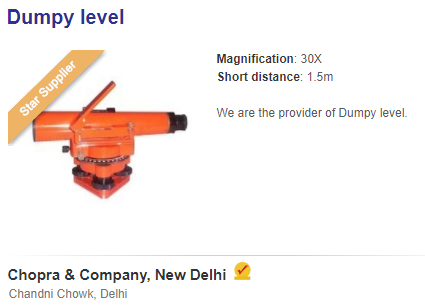 Dumpy level
Star Supplier
Magnification: 30X
Short distance: 1.5m
We are the provider of Dumpy level.
Chopra & Company, New Delhi
Chandni Chowk, Delhi